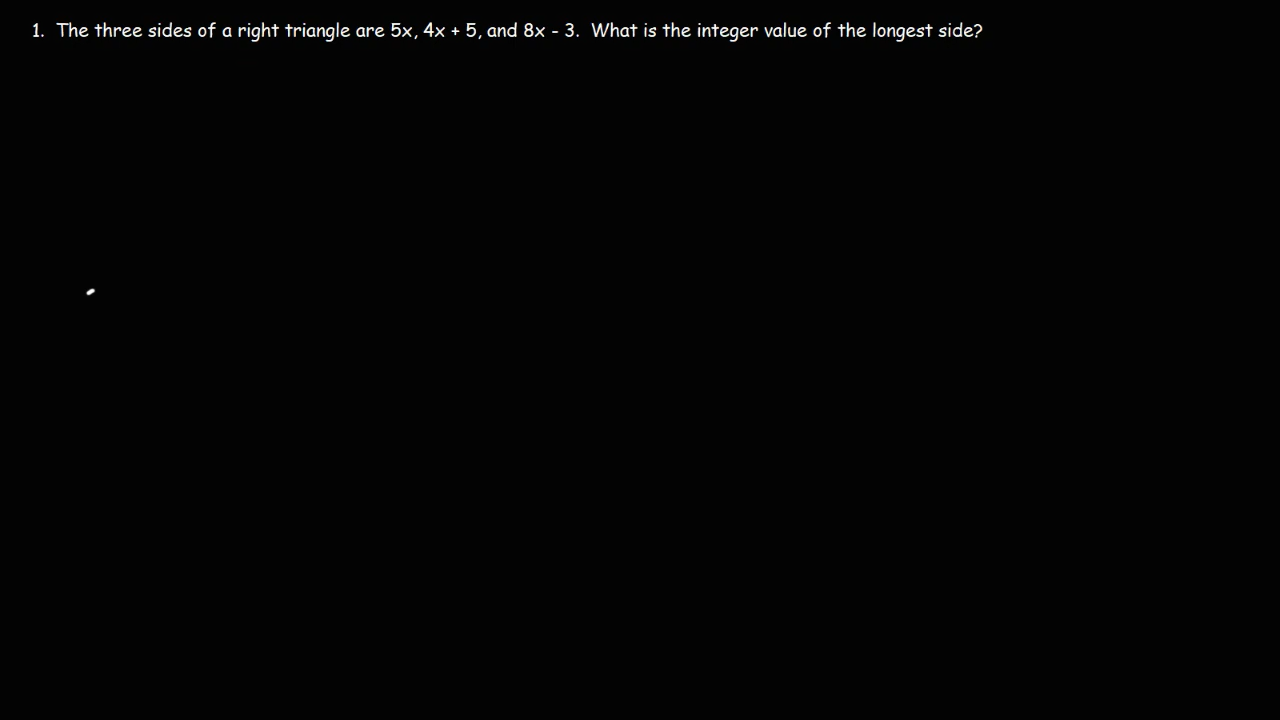 1. The three sides of a right triangle are 5x, 4x + 5, and 8x - 3. What is the integer value of the longest side?